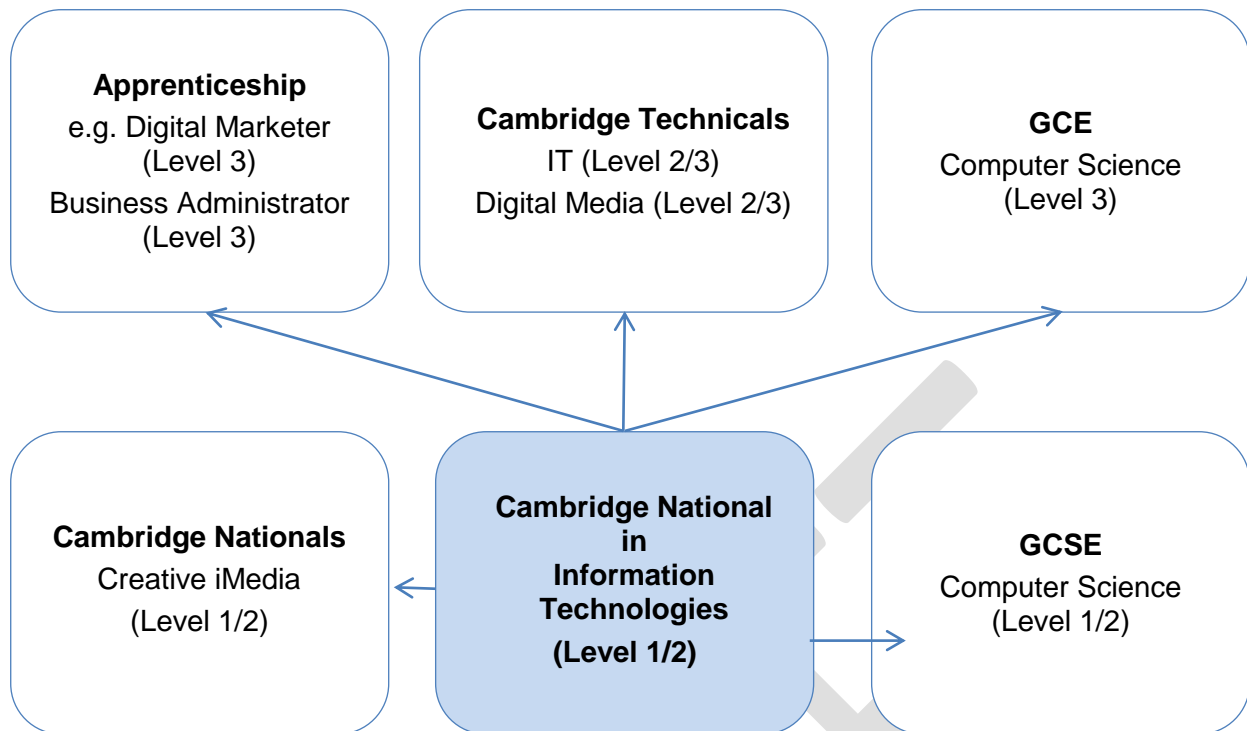 Apprenticeship
e.g. Digital Marketer
(Level 3)
Business Administrator
(Level 3)
Cambridge Technicals
IT (Level 2/3)
Digital Media (Level 2/3)
GCE
Computer Science
(Level 3)
Cambridge Nationals
Creative iMedia
(Level 1/2)
Cambridge National
in
Information
Technologies
(Level 1/2)
GCSE
Computer Science
(Level 1/2)